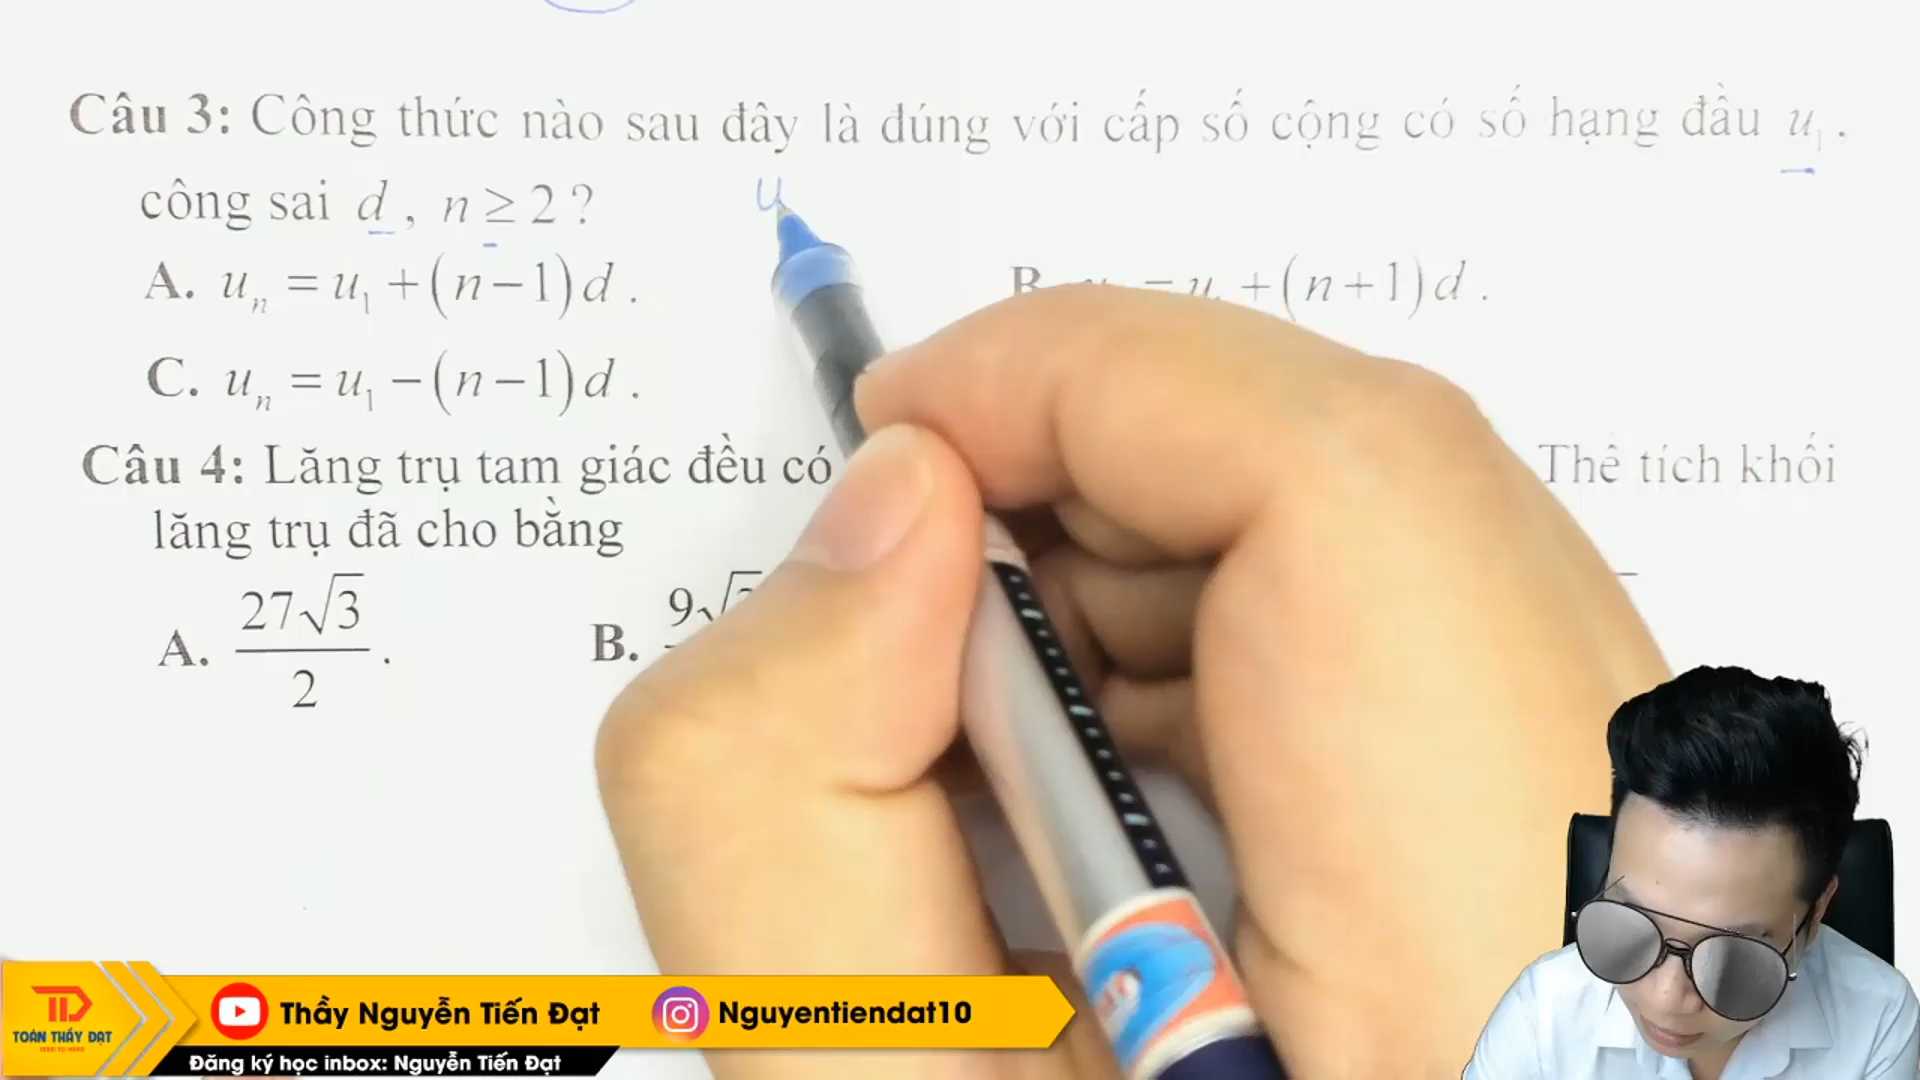 Câu 3: Công thức nào sau đây là đúng với cấp số cộng có số hạng đầu u₁.
công sai d, n ≥ 2?
u
A. uₙ = u₁ + (n−1)d.
+(n+1)d.
C. uₙ = u₁ −(n−1)d.
Câu 4: Lăng trụ tam giác đều có Thể tích khối
lăng trụ đã cho bằng
A. 27√3
2 .
B. 9√
TD
TOÁN THẦY ĐẠT
Thầy Nguyễn Tiến Đạt
Nguyentiendat10
Đăng ký học inbox: Nguyễn Tiến Đạt